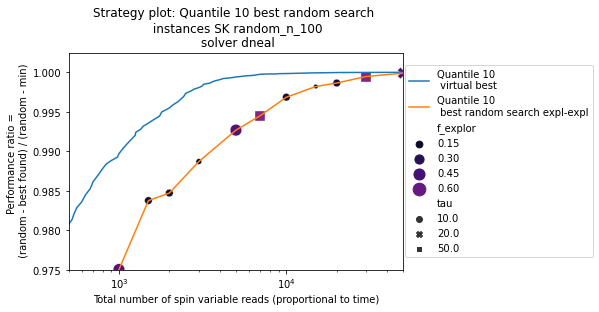 Strategy plot: Quantile 10 best random search
instances SK random_n_100
solver dneal
Performance ratio =
(random - best found) / (random - min)
1.000
0.995
0.990
0.985
0.980
0.975
10³
10⁴
Total number of spin variable reads (proportional to time)
Quantile 10
virtual best
Quantile 10
best random search expl-expl
f_explor
0.15
0.30
0.45
0.60
tau
10.0
20.0
50.0